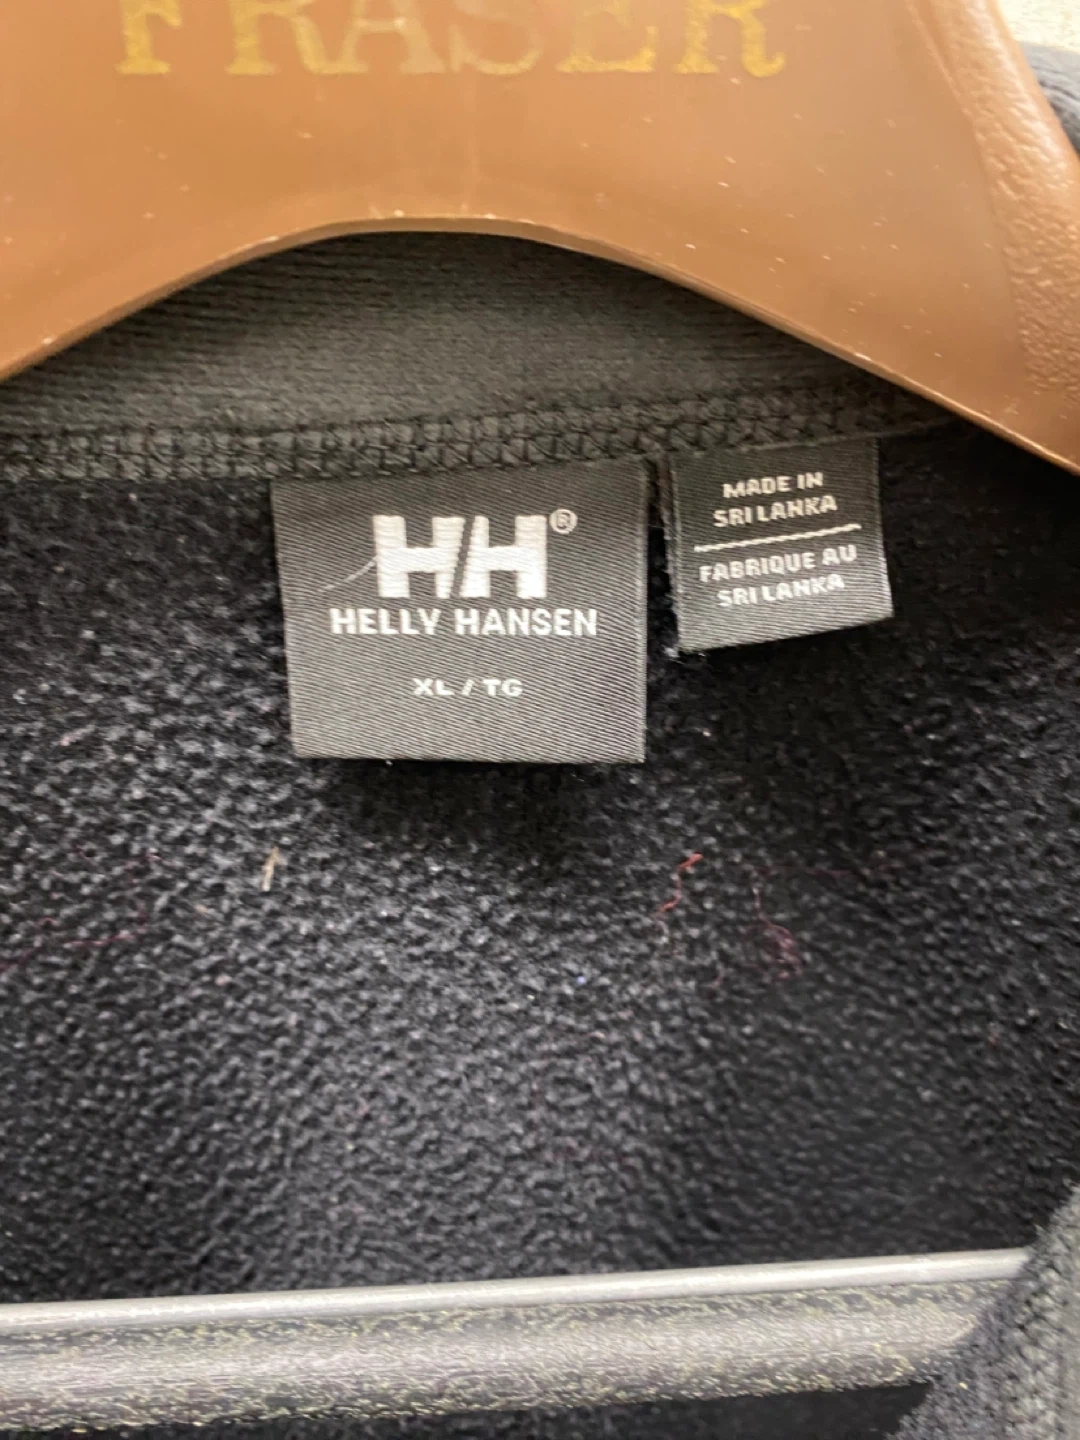 FRASER
HH®
HELLY HANSEN
XL / TG
MADE IN
SRI LANKA
FABRIQUE AU
SRI LANKA